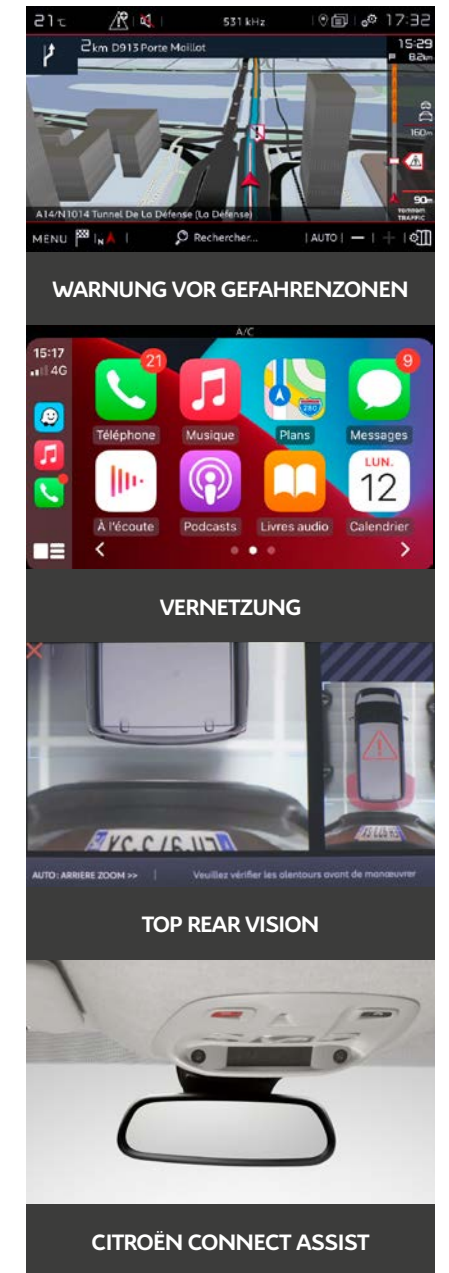 21°C 531 kHz 17:32
2km D913 Porte Maillot
15:29
8.2km
160m
90m
TOMTOM
TRAFFIC
A14/N1014 Tunnel De La Défense (La Défense)
MENU N Rechercher... AUTO
WARNUNG VOR GEFAHRENZONEN
A/C
15:17
4G
21
9
280
Téléphone Musique Plans Messages
LUN.
12
À l'écoute Podcasts Livres audio Calendrier
VERNETZUNG
AUTO: ARRIERE ZOOM >> Veuillez vérifier les alentours avant de manœuvrer
TOP REAR VISION
CITROËN CONNECT ASSIST